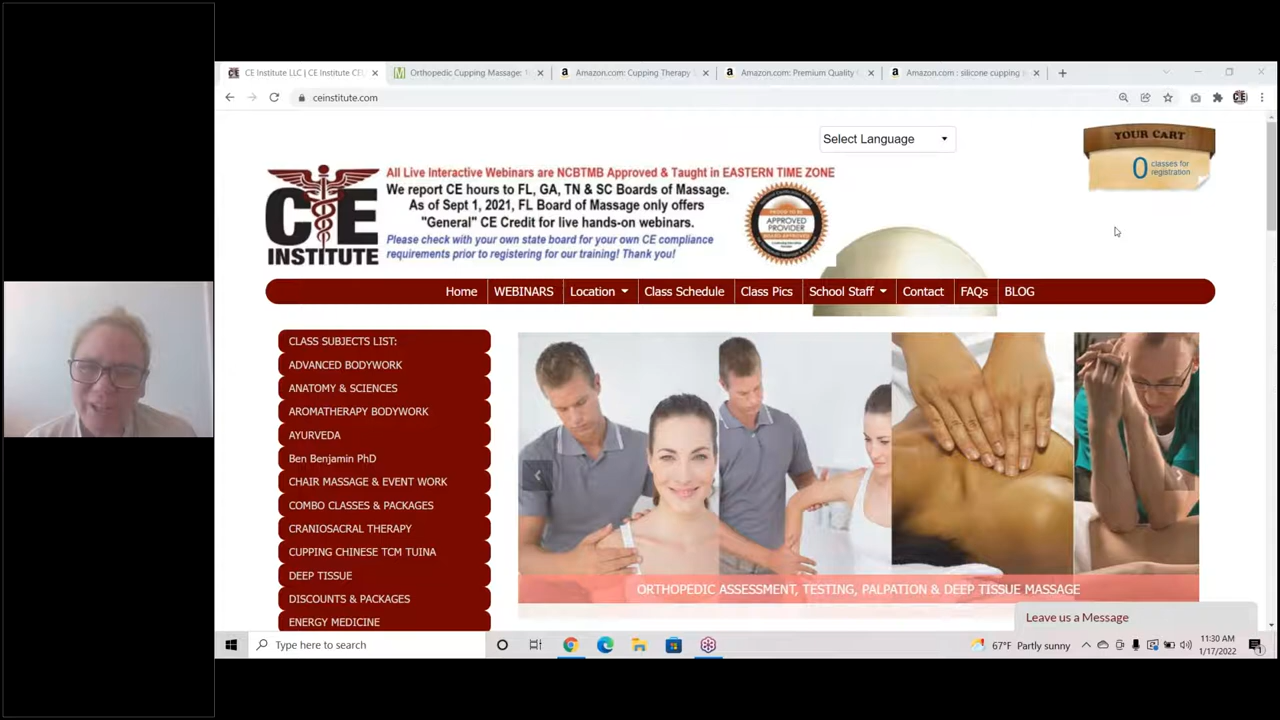 CE Institute LLC | CE Institute CE
Orthopedic Cupping Massage:
Amazon.com: Cupping Therapy
Amazon.com: Premium Quality
Amazon.com : silicone cupping
ceinstitute.com
Select Language
YOUR CART
0 classes for
registration
All Live Interactive Webinars are NCBTMB Approved & Taught in EASTERN TIME ZONE
We report CE hours to FL, GA, TN & SC Boards of Massage.
As of Sept 1, 2021, FL Board of Massage only offers
"General" CE Credit for live hands-on webinars.
Please check with your own state board for your own CE compliance
requirements prior to registering for our training! Thank you!
CE
INSTITUTE
APPROVED
PROVIDER
Home WEBINARS Location Class Schedule Class Pics School Staff Contact FAQs BLOG
CLASS SUBJECTS LIST:
ADVANCED BODYWORK
ANATOMY & SCIENCES
AROMATHERAPY BODYWORK
AYURVEDA
Ben Benjamin PhD
CHAIR MASSAGE & EVENT WORK
COMBO CLASSES & PACKAGES
CRANIOSACRAL THERAPY
CUPPING CHINESE TCM TUINA
DEEP TISSUE
DISCOUNTS & PACKAGES
ENERGY MEDICINE
ORTHOPEDIC ASSESSMENT, TESTING, PALPATION & DEEP TISSUE MASSAGE
Leave us a Message
Type here to search
67°F Partly sunny
11:30 AM
1/17/2022